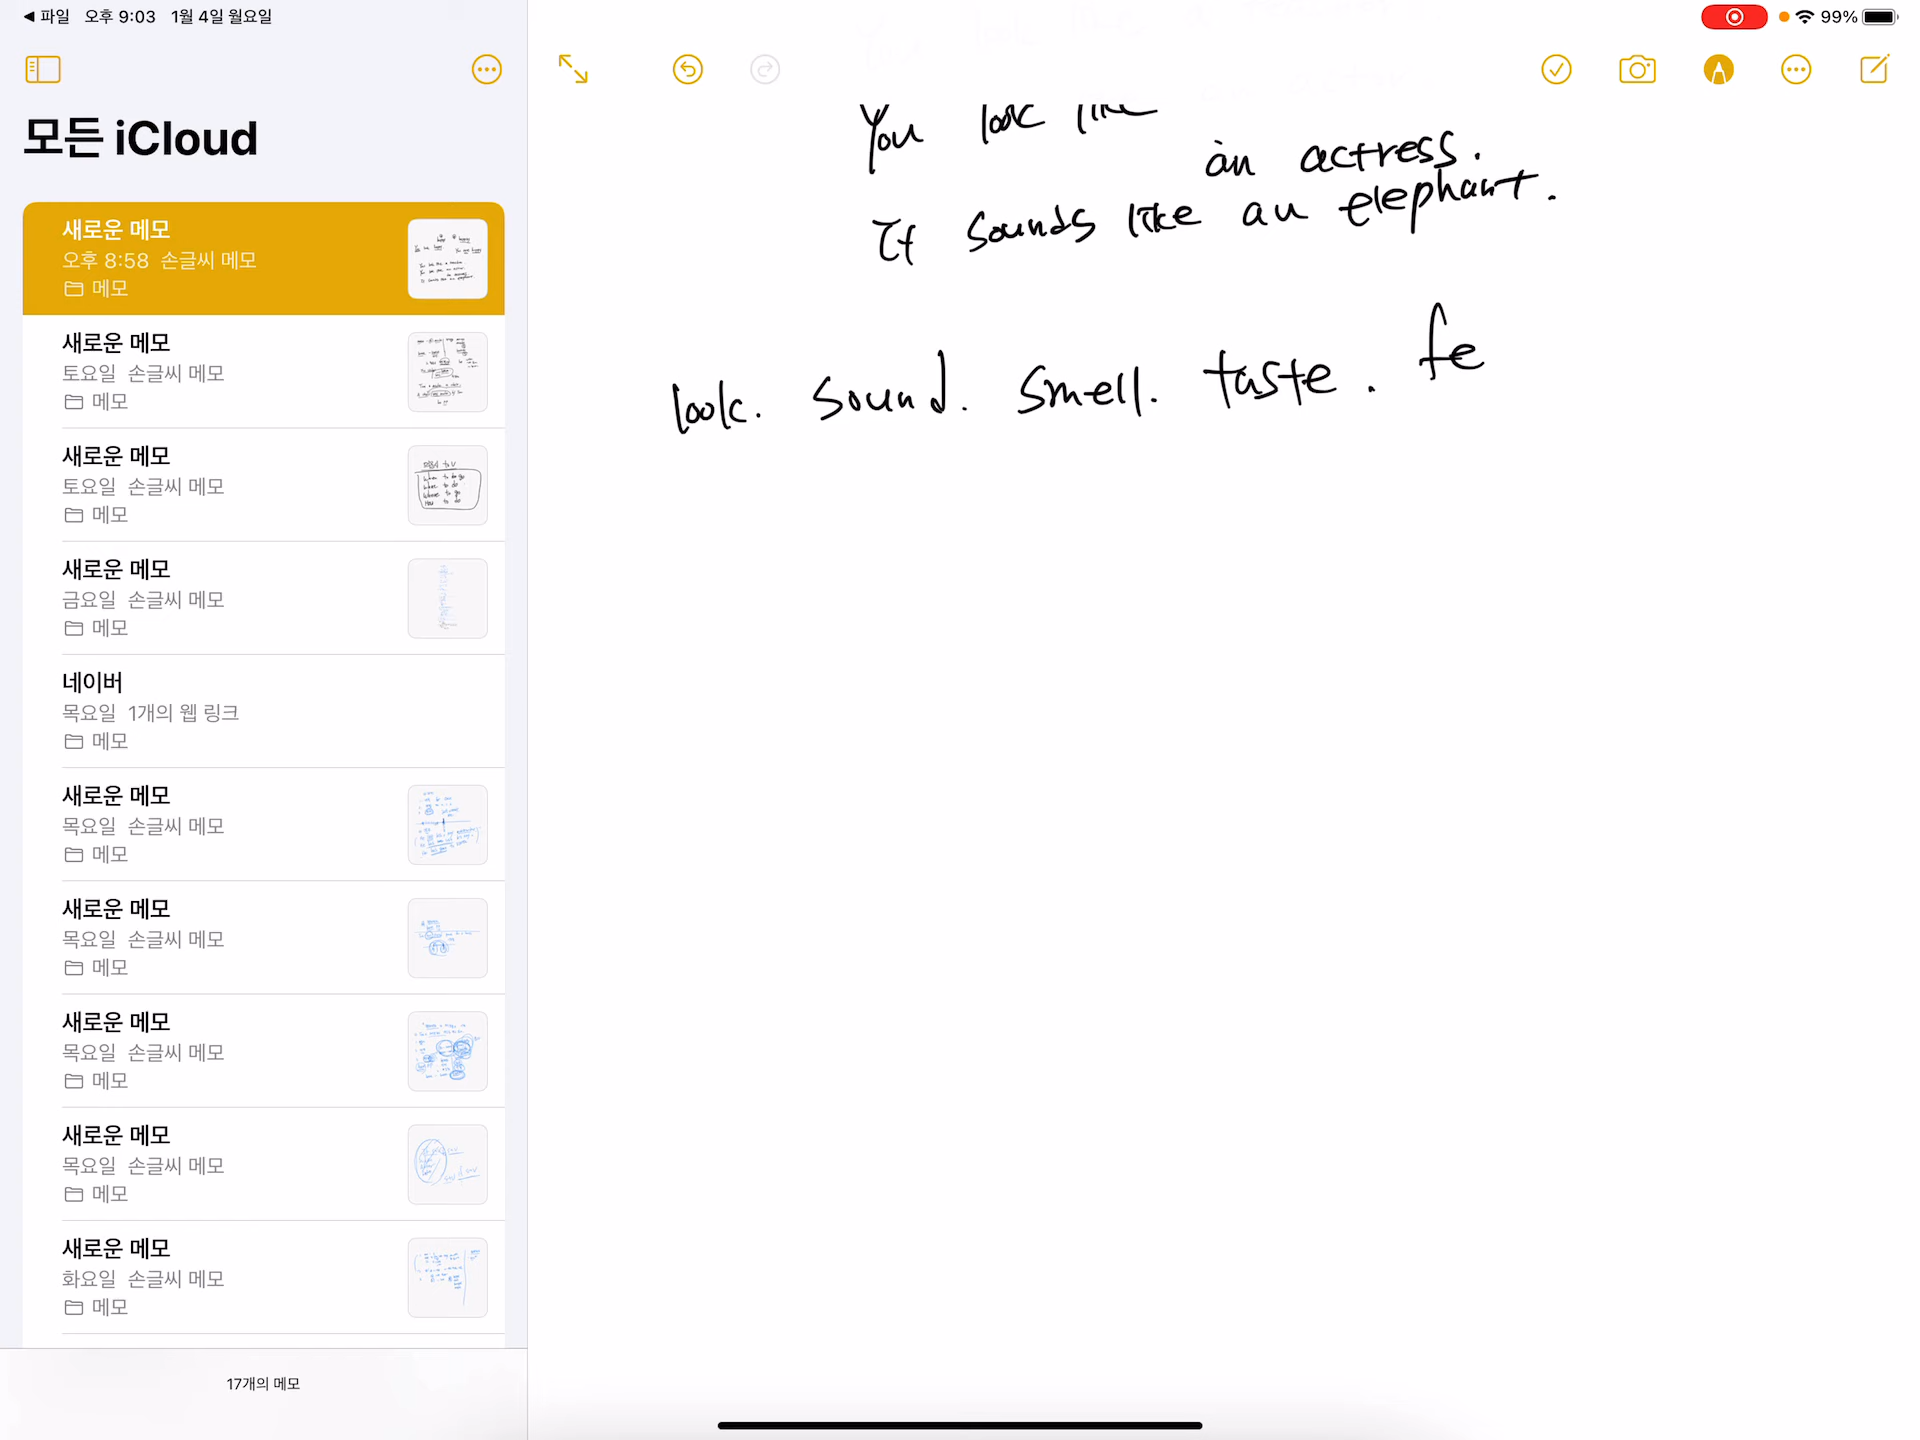 ◀ 파일 오후 9:03 1월 4일 월요일
99%
모든 iCloud
새로운 메모
오후 8:58 손글씨 메모
메모
새로운 메모
토요일 손글씨 메모
메모
새로운 메모
토요일 손글씨 메모
메모
새로운 메모
금요일 손글씨 메모
메모
네이버
목요일 1개의 웹 링크
메모
새로운 메모
목요일 손글씨 메모
메모
새로운 메모
목요일 손글씨 메모
메모
새로운 메모
목요일 손글씨 메모
메모
새로운 메모
목요일 손글씨 메모
메모
새로운 메모
화요일 손글씨 메모
메모
17개의 메모
You look like
an actress.
It sounds like an elephant.
look. sound. smell. taste. fe